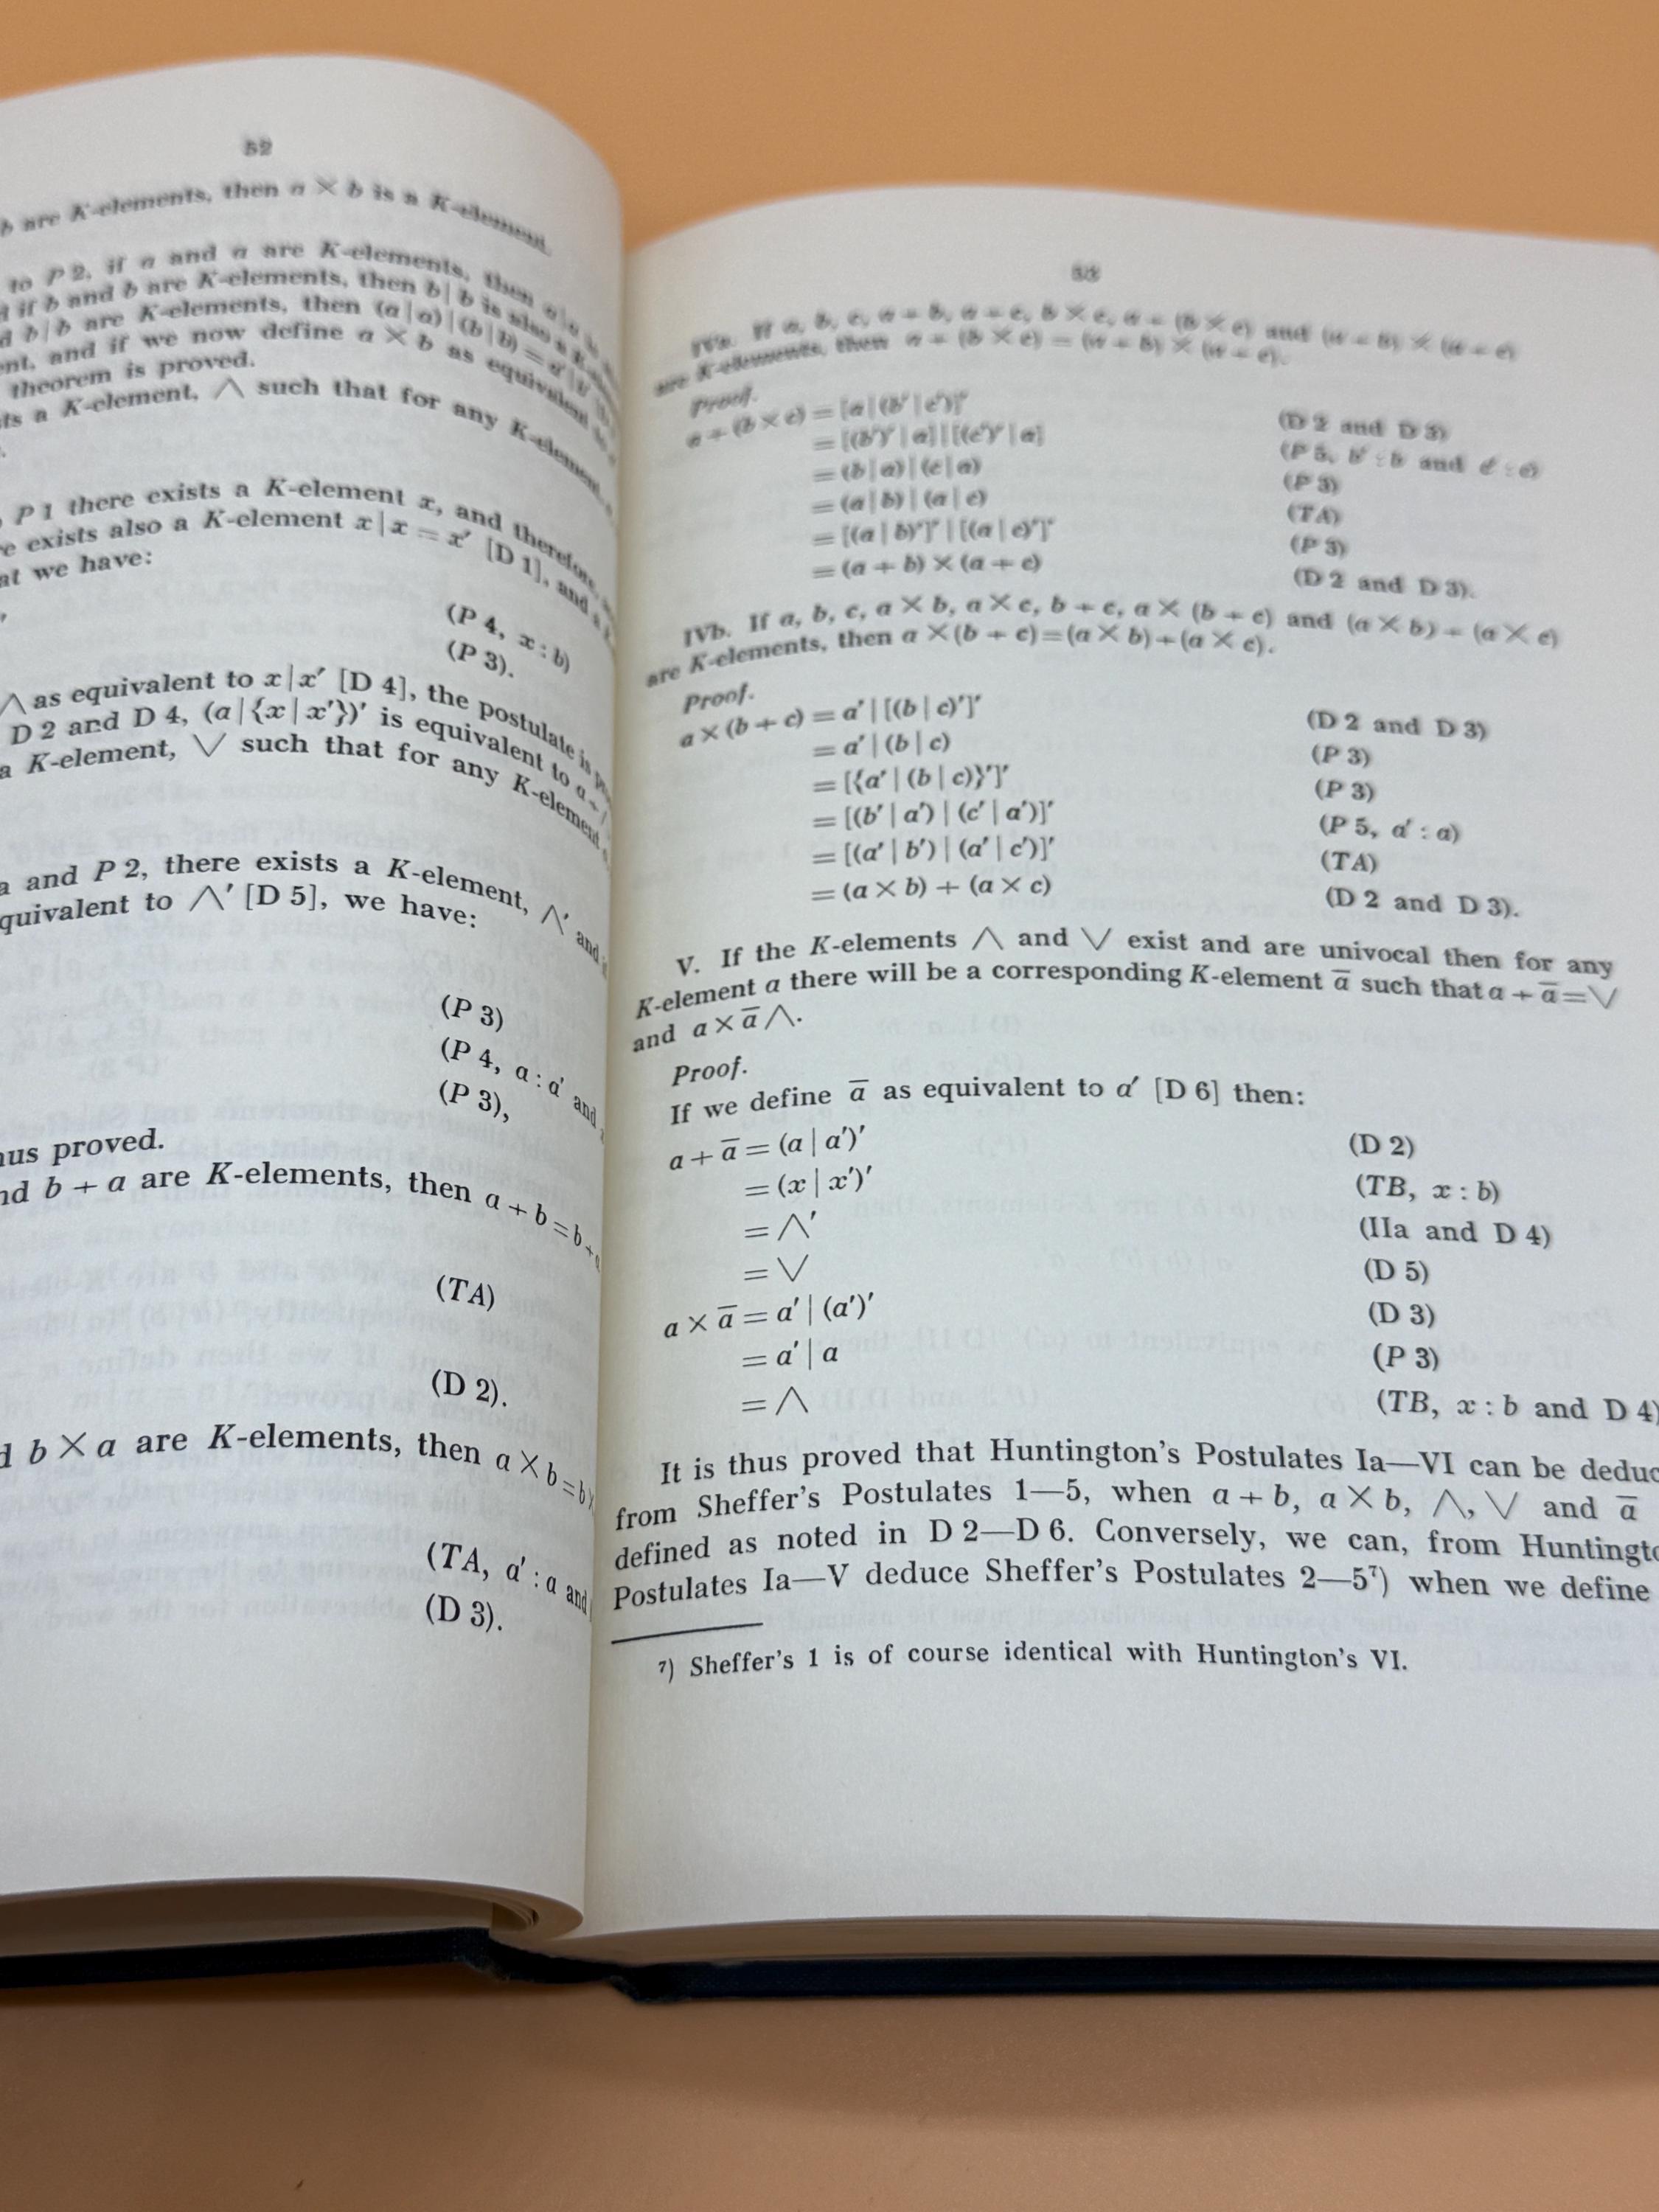 52
b are K-elements, then a × b is a K-element.
to P 2, if a and a are K-elements, then a | a is
if b and b are K-elements, then b | b is also a
b | b are K-elements, then (a | a) | (b | b) = a' | b'
and if we now define a × b as equivalent to
theorem is proved.
a K-element, ⋀ such that for any K-element
P 1 there exists a K-element x, and therefore
exists also a K-element x | x = x' [D 1], and
we have:
(P 4, x : b)
(P 3).
⋀ as equivalent to x | x' [D 4], the postulate is
D 2 and D 4, (a | {x | x'})' is equivalent to a +
a K-element, ⋁ such that for any K-element
and P 2, there exists a K-element, ⋀' and
equivalent to ⋀' [D 5], we have:
(P 3)
(P 4, a : a' and
(P 3),
proved.
b + a are K-elements, then a + b = b + a
(TA)
(D 2).
b × a are K-elements, then a × b = b ×
(TA, a' : a and
(D 3).
53
IVa. If a, b, c, a + b, a + c, b × c, a + (b × c) and (a + b) × (a + c)
are K-elements, then a + (b × c) = (a + b) × (a + c).
Proof.
a + (b × c) = [a | (b' | c')]' (D 2 and D 3)
= [(b')' | a] | [(c')' | a] (P 5, b' : b and c' : c)
= (b | a) | (c | a) (P 3)
= (a | b) | (a | c) (TA)
= [(a | b)']' | [(a | c)']' (P 3)
= (a + b) × (a + c) (D 2 and D 3).
IVb. If a, b, c, a × b, a × c, b + c, a × (b + c) and (a × b) + (a × c)
are K-elements, then a × (b + c) = (a × b) + (a × c).
Proof.
a × (b + c) = a' | [(b | c)']' (D 2 and D 3)
= a' | (b | c) (P 3)
= [{a' | (b | c)}']' (P 3)
= [(b' | a') | (c' | a')]' (P 5, a' : a)
= [(a' | b') | (a' | c')]' (TA)
= (a × b) + (a × c) (D 2 and D 3).
V. If the K-elements ⋀ and ⋁ exist and are univocal then for any
K-element a there will be a corresponding K-element a̅ such that a + a̅ = ⋁
and a × a̅ ⋀.
Proof.
If we define a̅ as equivalent to a' [D 6] then:
a + a̅ = (a | a')' (D 2)
= (x | x')' (TB, x : b)
= ⋀' (IIa and D 4)
= ⋁ (D 5)
a × a̅ = a' | (a')' (D 3)
= a' | a (P 3)
= ⋀ (TB, x : b and D 4)
It is thus proved that Huntington's Postulates Ia—VI can be deduc
from Sheffer's Postulates 1—5, when a + b, a × b, ⋀, ⋁ and a̅
defined as noted in D 2—D 6. Conversely, we can, from Huntingto
Postulates Ia—V deduce Sheffer's Postulates 2—5⁷) when we define
⁷) Sheffer's 1 is of course identical with Huntington's VI.